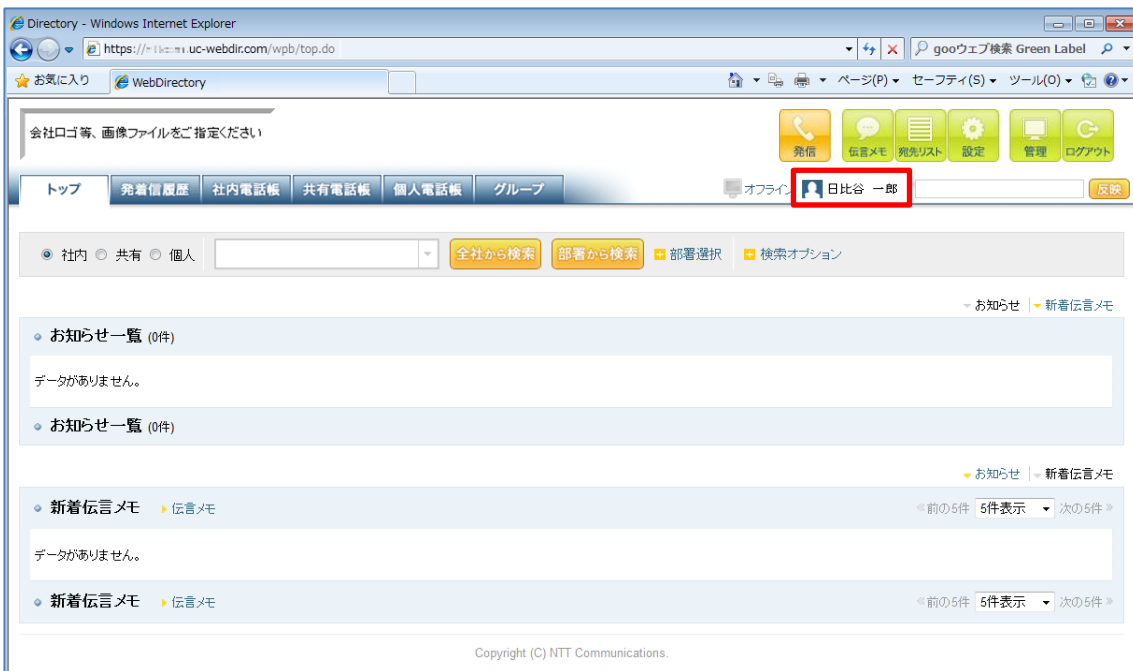 Directory - Windows Internet Explorer
https:// .uc-webdir.com/wpb/top.do gooウェブ検索 Green Label
お気に入り WebDirectory ページ(P) セーフティ(S) ツール(O)
会社ロゴ等、画像ファイルをご指定ください
発信 伝言メモ 宛先リスト 設定 管理 ログアウト
トップ 発着信履歴 社内電話帳 共有電話帳 個人電話帳 グループ オフライン 日比谷 一郎 反映
社内 共有 個人 全社から検索 部署から検索 部署選択 検索オプション
お知らせ 新着伝言メモ
お知らせ一覧 (0件)
データがありません。
お知らせ一覧 (0件)
お知らせ 新着伝言メモ
新着伝言メモ 伝言メモ «前の5件 5件表示 次の5件»
データがありません。
新着伝言メモ 伝言メモ «前の5件 5件表示 次の5件»
Copyright (C) NTT Communications.